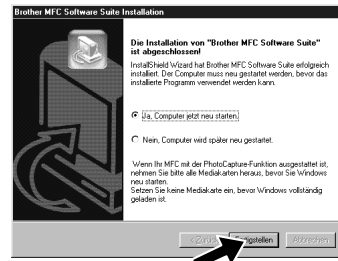 Brother MFC Software Suite Installation
Die Installation von "Brother MFC Software Suite"
ist abgeschlossen!
InstallShield Wizard hat Brother MFC Software Suite erfolgreich
installiert. Der Computer muss neu gestartet werden, bevor das
installierte Programm verwendet werden kann.
Ja, Computer jetzt neu starten.
Nein, Computer wird später neu gestartet.
Wenn Ihr MFC mit der PhotoCapture-Funktion ausgestattet ist,
nehmen Sie bitte alle Mediakarten heraus, bevor Sie Windows
neu starten.
Setzen Sie keine Mediakarte ein, bevor Windows vollständig
geladen ist.
< Zurück
Abbrechen